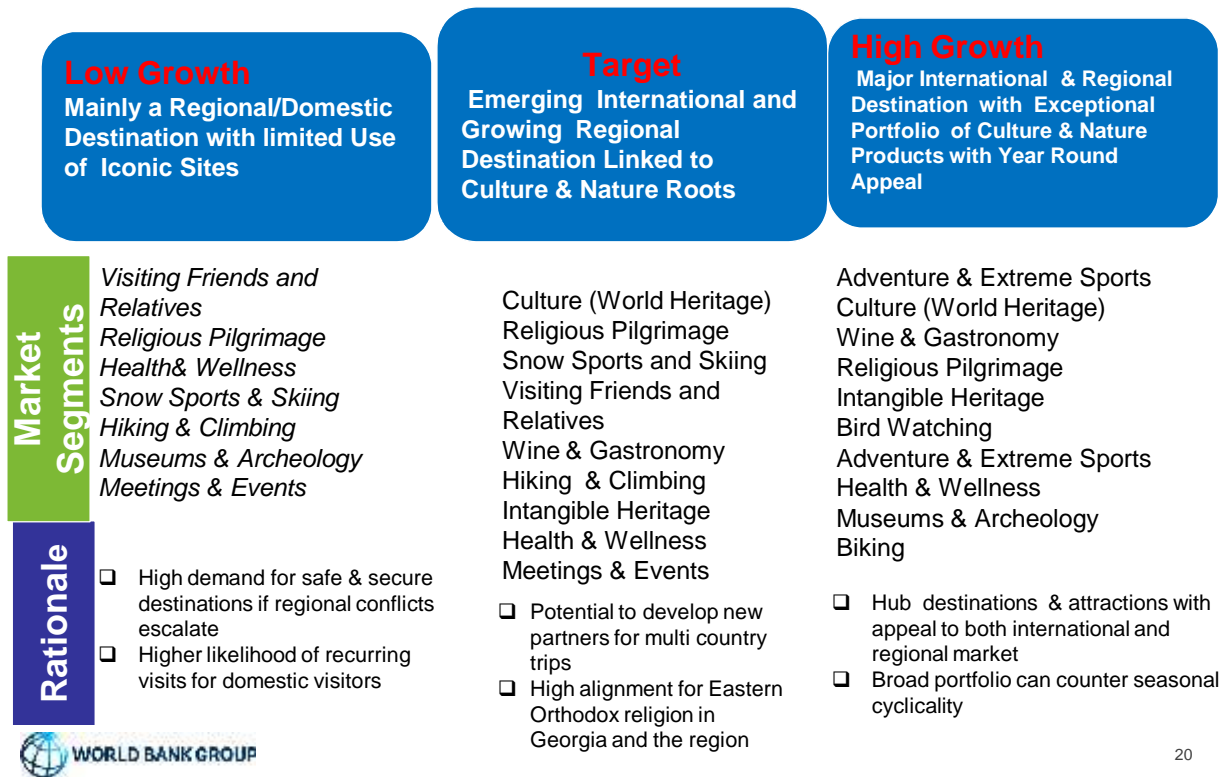 Low Growth
Mainly a Regional/Domestic
Destination with limited Use
of Iconic Sites
Target
Emerging International and
Growing Regional
Destination Linked to
Culture & Nature Roots
High Growth
Major International & Regional
Destination with Exceptional
Portfolio of Culture & Nature
Products with Year Round
Appeal
Market
Segments
Visiting Friends and
Relatives
Religious Pilgrimage
Health& Wellness
Snow Sports & Skiing
Hiking & Climbing
Museums & Archeology
Meetings & Events
Culture (World Heritage)
Religious Pilgrimage
Snow Sports and Skiing
Visiting Friends and
Relatives
Wine & Gastronomy
Hiking & Climbing
Intangible Heritage
Health & Wellness
Meetings & Events
Adventure & Extreme Sports
Culture (World Heritage)
Wine & Gastronomy
Religious Pilgrimage
Intangible Heritage
Bird Watching
Adventure & Extreme Sports
Health & Wellness
Museums & Archeology
Biking
Rationale
❑ High demand for safe & secure
destinations if regional conflicts
escalate
❑ Higher likelihood of recurring
visits for domestic visitors
❑ Potential to develop new
partners for multi country
trips
❑ High alignment for Eastern
Orthodox religion in
Georgia and the region
❑ Hub destinations & attractions with
appeal to both international and
regional market
❑ Broad portfolio can counter seasonal
cyclicality
WORLD BANK GROUP
20